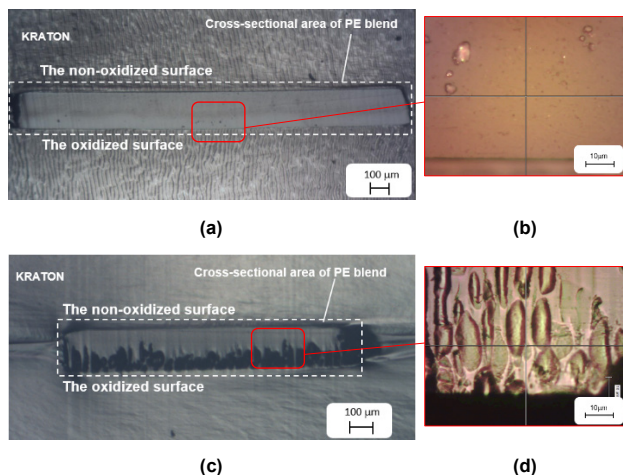 KRATON
Cross-sectional area of PE blend
The non-oxidized surface
The oxidized surface
100 µm
10µm
(a)
(b)
KRATON
Cross-sectional area of PE blend
The non-oxidized surface
The oxidized surface
100 µm
10µm
(c)
(d)